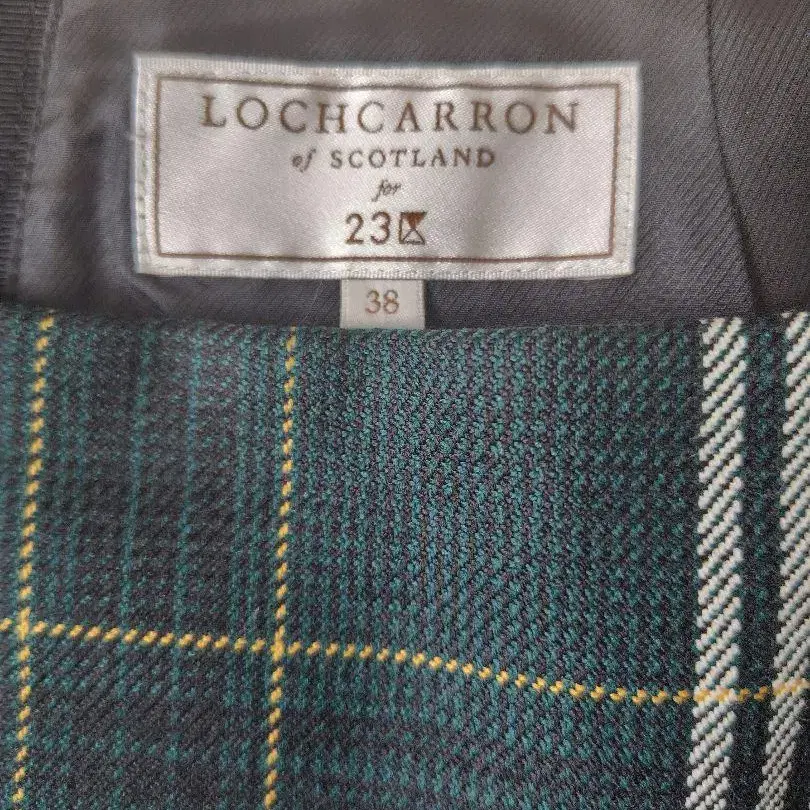 LOCHCARRON
of SCOTLAND
for
23区
38